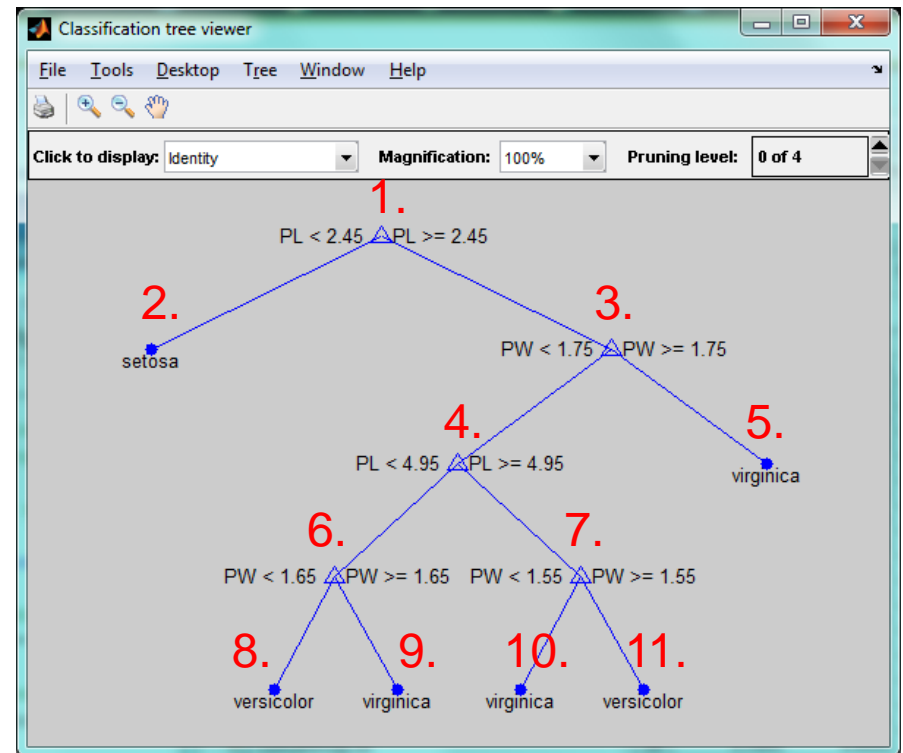 Classification tree viewer
File Tools Desktop Tree Window Help
Click to display: Identity Magnification: 100% Pruning level: 0 of 4
1.
PL < 2.45 PL >= 2.45
2. 3.
setosa PW < 1.75 PW >= 1.75
4. 5.
PL < 4.95 PL >= 4.95 virginica
6. 7.
PW < 1.65 PW >= 1.65 PW < 1.55 PW >= 1.55
8. 9. 10. 11.
versicolor virginica virginica versicolor